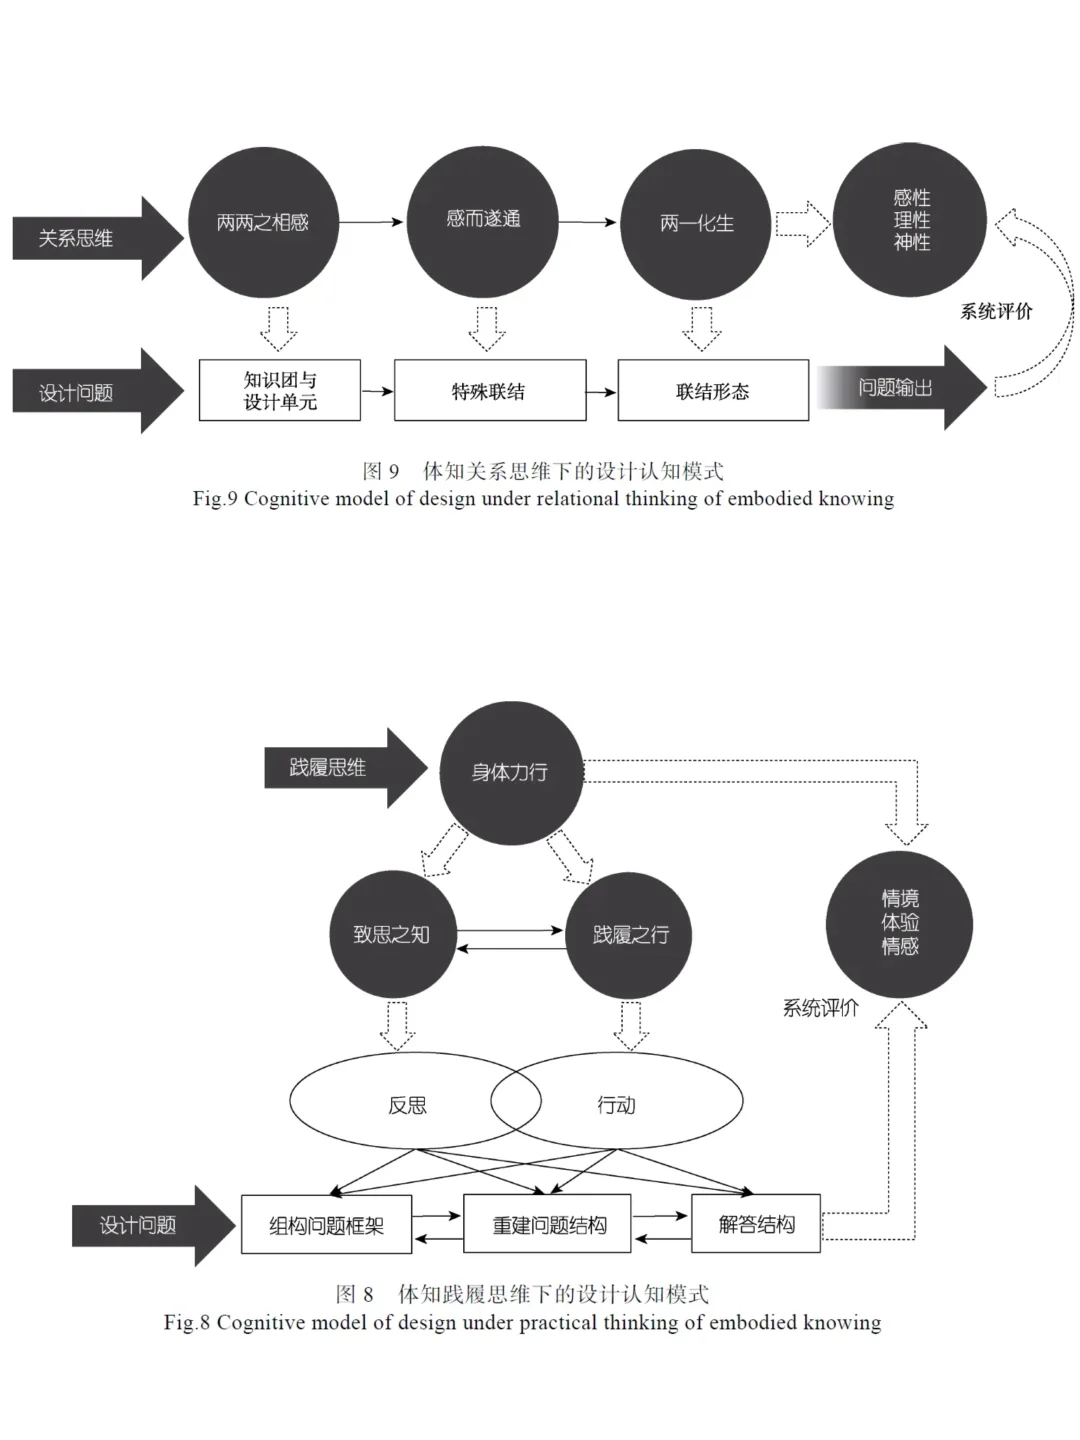 关系思维
两两之相感
感而遂通
两一化生
感性
理性
神性
系统评价
设计问题
知识团与
设计单元
特殊联结
联结形态
问题输出
图 9 体知关系思维下的设计认知模式
Fig.9 Cognitive model of design under relational thinking of embodied knowing
践履思维
身体力行
致思之知
践履之行
情境
体验
情感
系统评价
反思
行动
设计问题
组构问题框架
重建问题结构
解答结构
图 8 体知践履思维下的设计认知模式
Fig.8 Cognitive model of design under practical thinking of embodied knowing